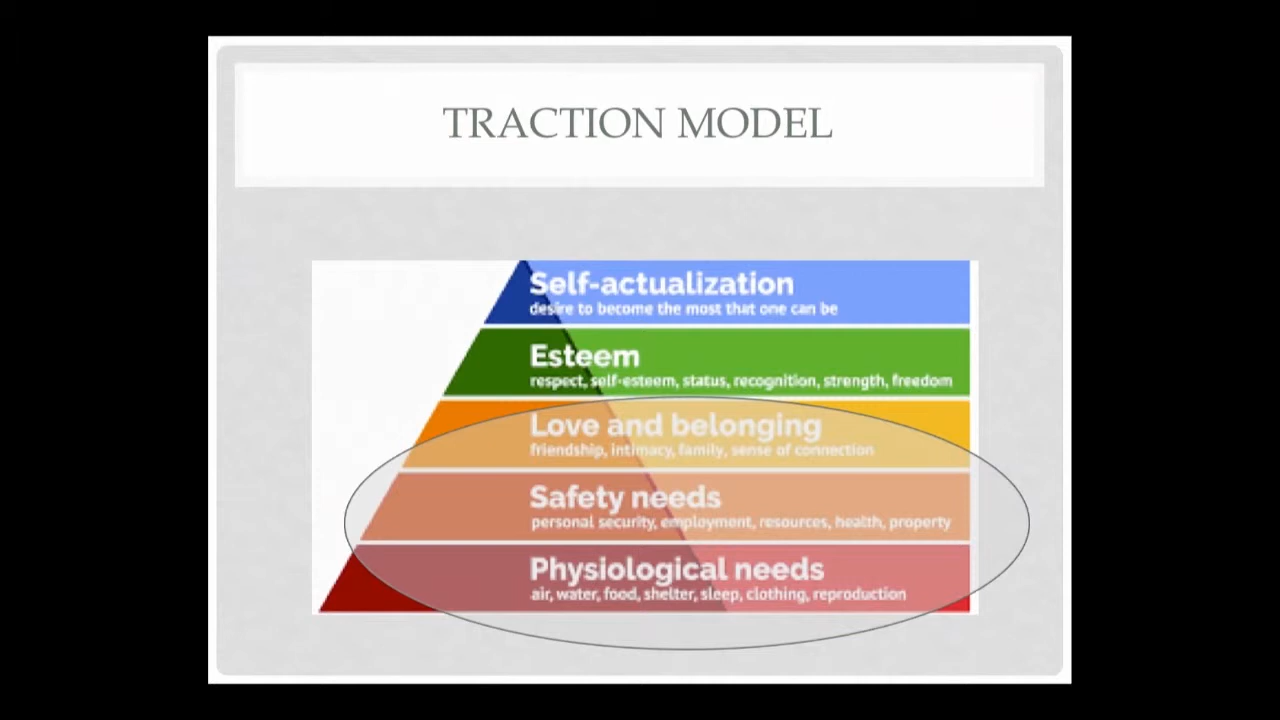 TRACTION MODEL
Self-actualization
desire to become the most that one can be
Esteem
respect, self-esteem, status, recognition, strength, freedom
Love and belonging
friendship, intimacy, family, sense of connection
Safety needs
personal security, employment, resources, health, property
Physiological needs
air, water, food, shelter, sleep, clothing, reproduction